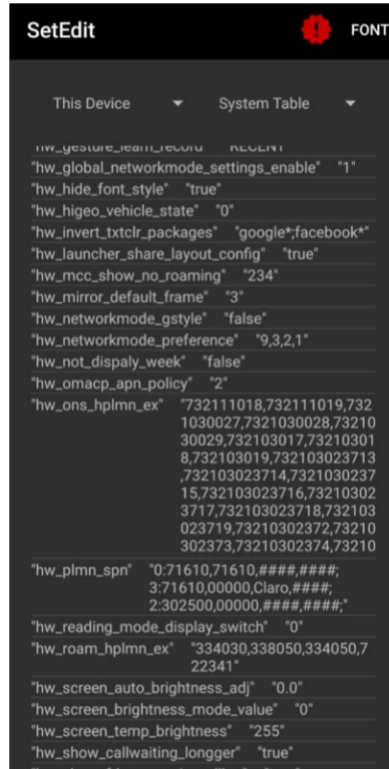 SetEdit
FONT
This Device
System Table
"hw_gesture_learn_record" "RECENT"
"hw_global_networkmode_settings_enable" "1"
"hw_hide_font_style" "true"
"hw_higeo_vehicle_state" "0"
"hw_invert_txtclr_packages" "google*;facebook*"
"hw_launcher_share_layout_config" "true"
"hw_mcc_show_no_roaming" "234"
"hw_mirror_default_frame" "3"
"hw_networkmode_gstyle" "false"
"hw_networkmode_preference" "9,3,2,1"
"hw_not_dispaly_week" "false"
"hw_omacp_apn_policy" "2"
"hw_ons_hplmn_ex" "732111018,732111019,732
1030027,7321030028,73210
30029,732103017,73210301
8,732103019,732103023713
,732103023714,7321030237
15,732103023716,73210302
3717,732103023718,732103
023719,73210302372,73210
302373,73210302374,73210
"hw_plmn_spn" "0:71610,71610,####,####;
3:71610,00000,Claro,####;
2:302500,00000,####,####;"
"hw_reading_mode_display_switch" "0"
"hw_roam_hplmn_ex" "334030,338050,334050,7
22341"
"hw_screen_auto_brightness_adj" "0.0"
"hw_screen_brightness_mode_value" "0"
"hw_screen_temp_brightness" "255"
"hw_show_callwaiting_longger" "true"